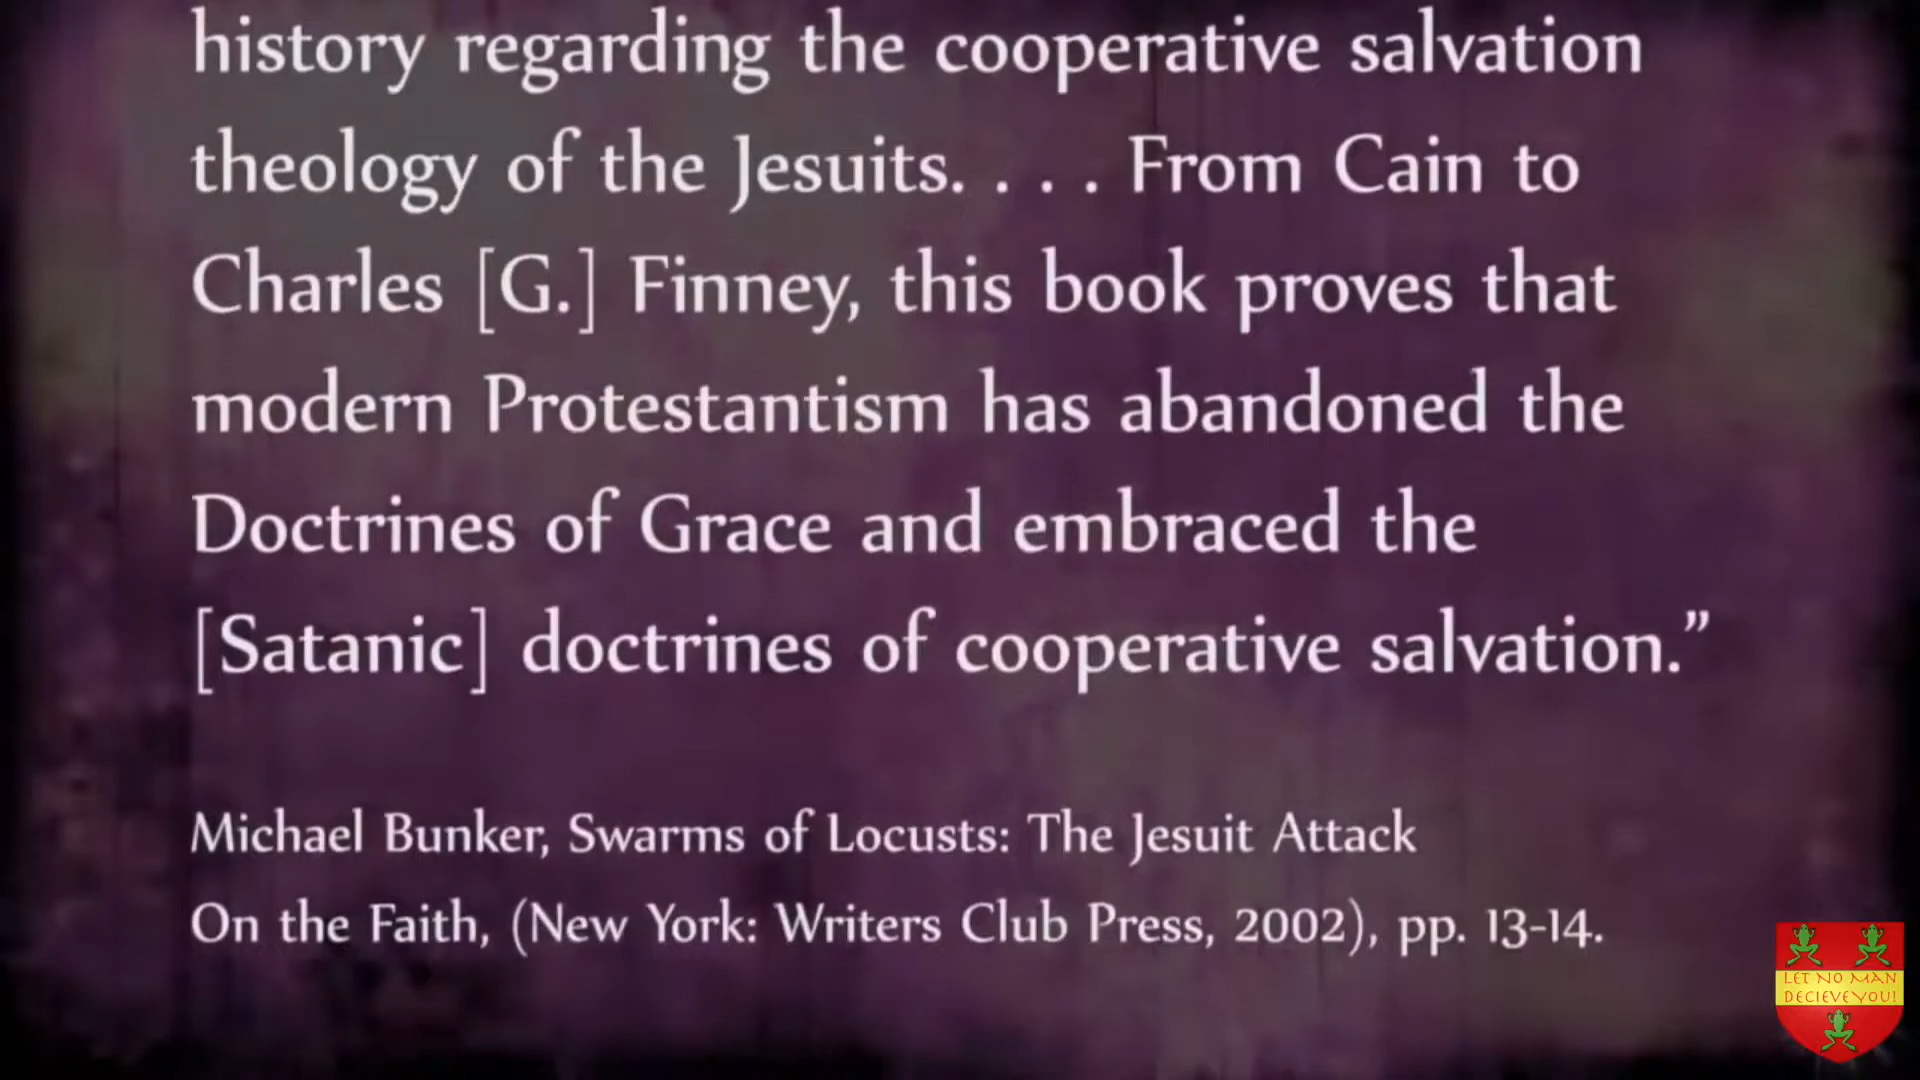 history regarding the cooperative salvation
theology of the Jesuits. . . . From Cain to
Charles [G.] Finney, this book proves that
modern Protestantism has abandoned the
Doctrines of Grace and embraced the
[Satanic] doctrines of cooperative salvation.”
Michael Bunker, Swarms of Locusts: The Jesuit Attack
On the Faith, (New York: Writers Club Press, 2002), pp. 13-14.
LET NO MAN
DECIEVE YOU!